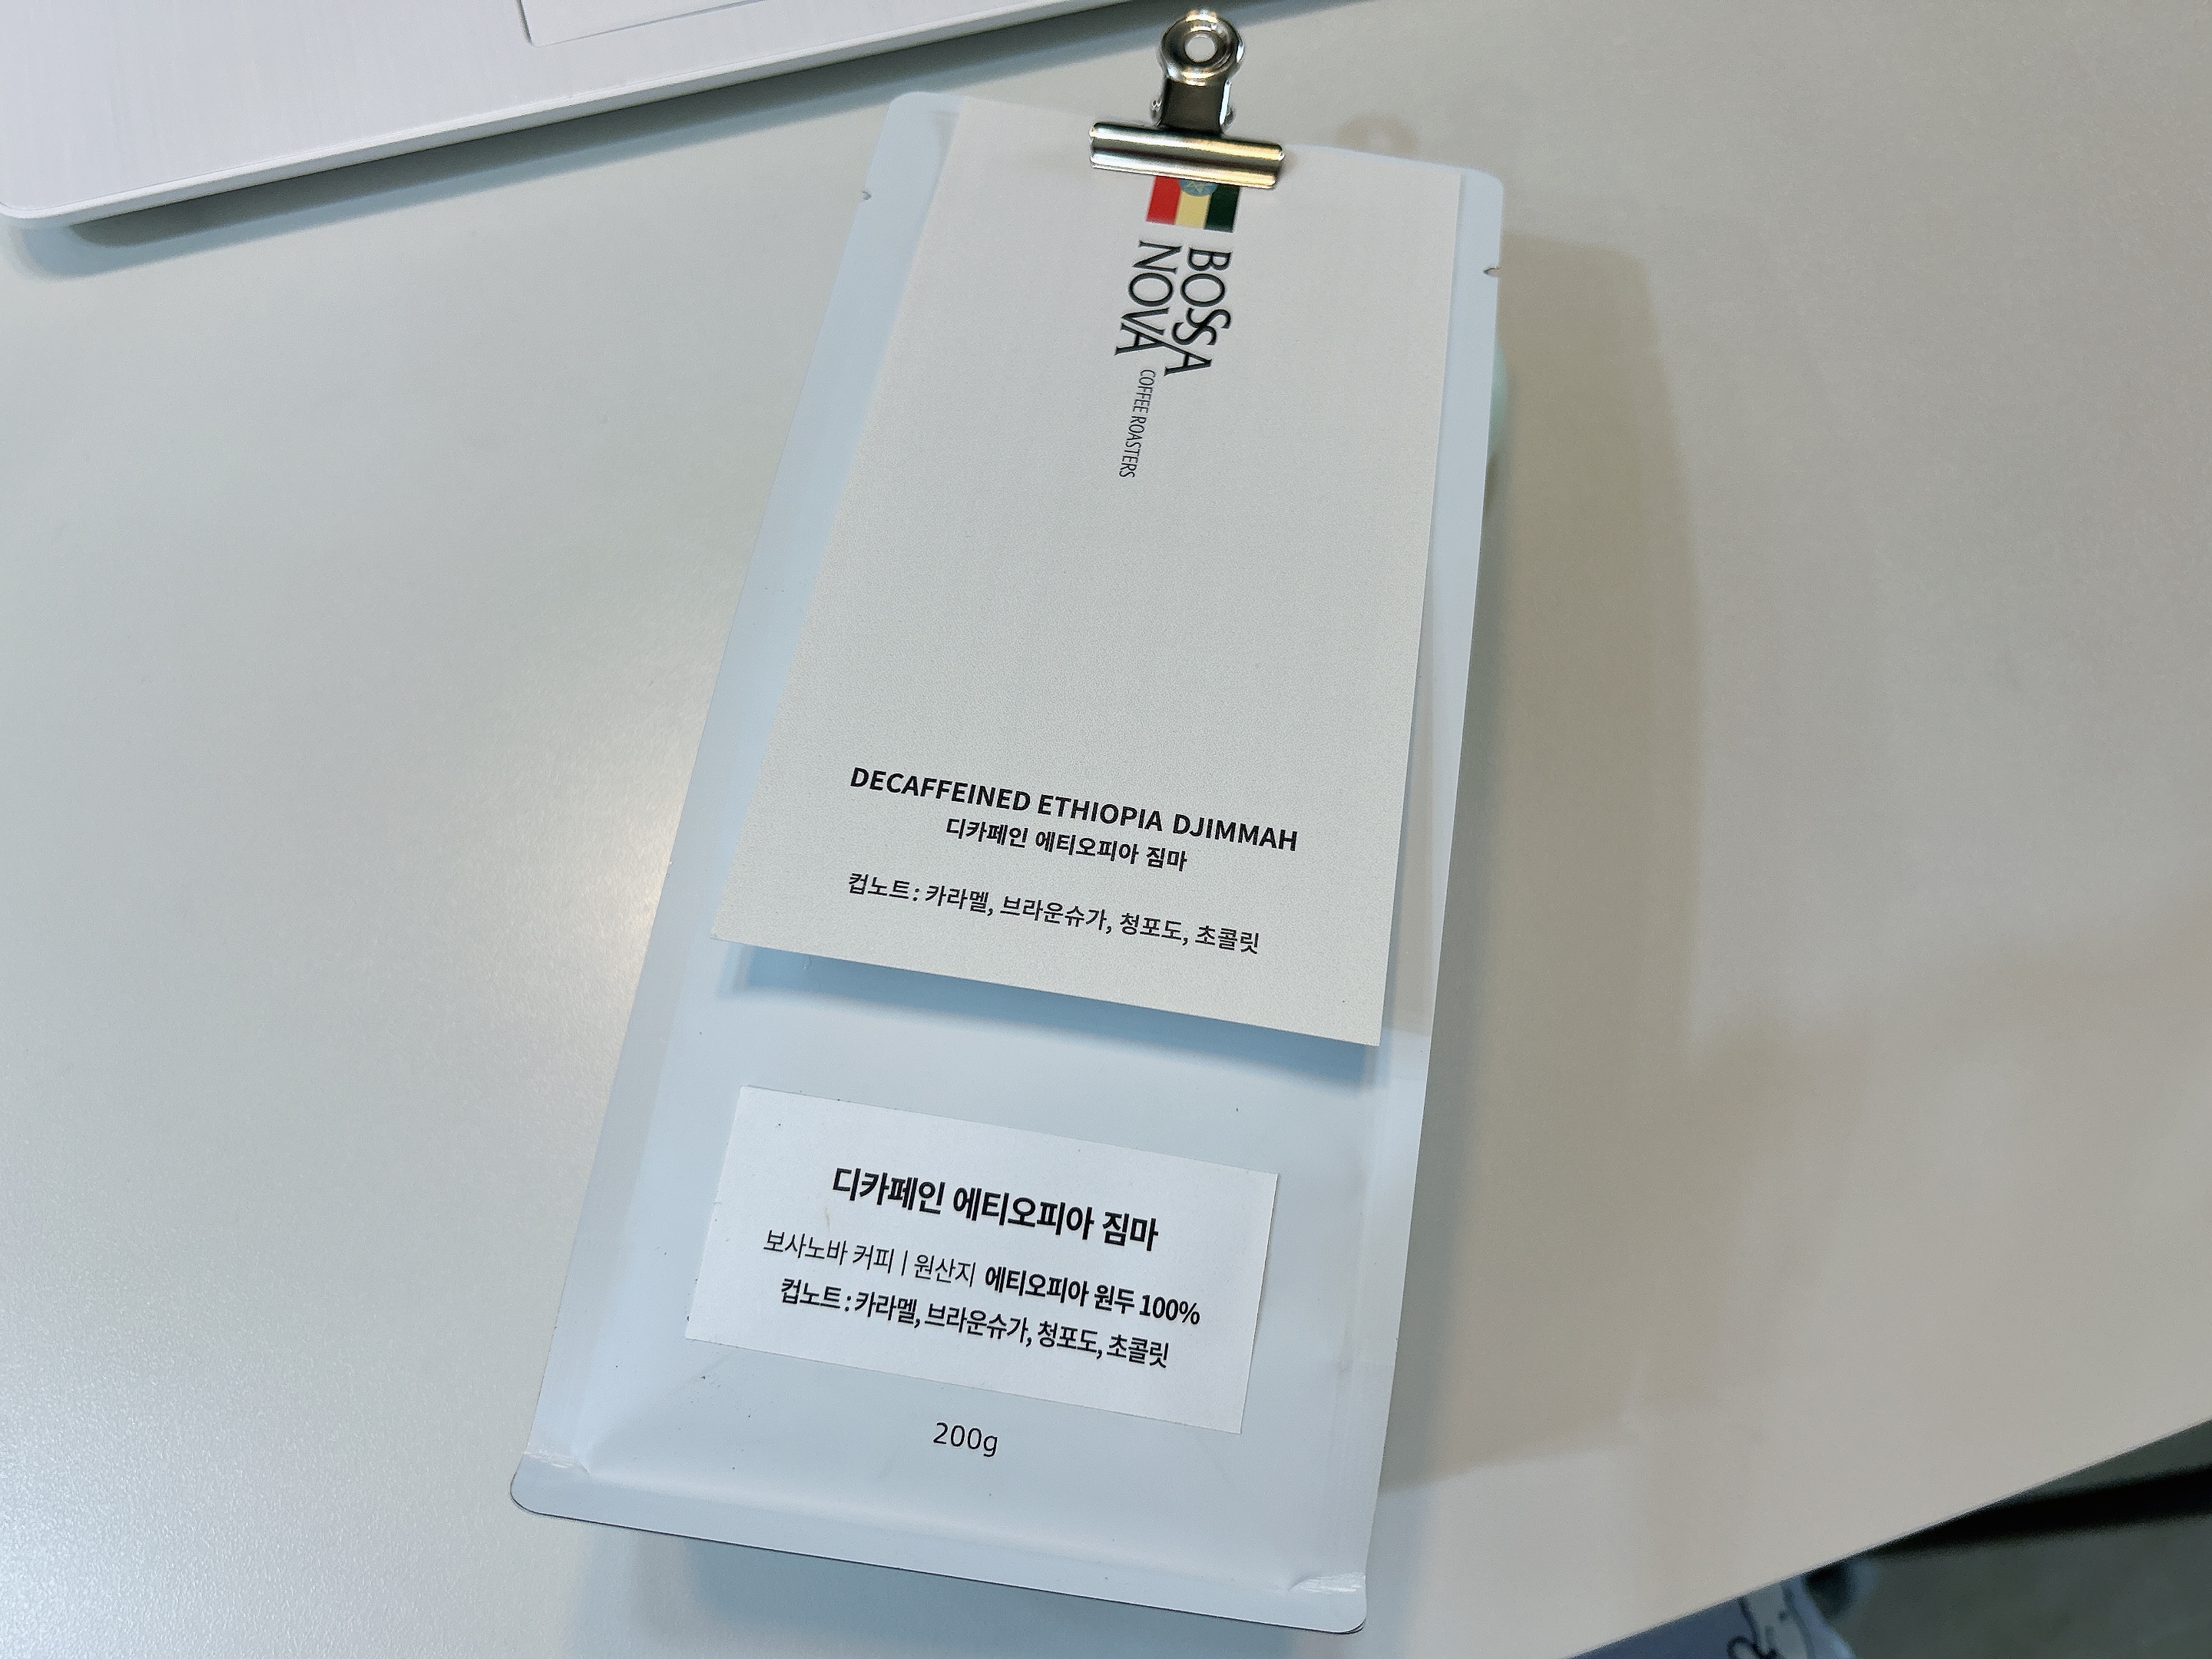 BOSSA
NOVA COFFEE ROASTERS
DECAFFEINED ETHIOPIA DJIMMAH
디카페인 에티오피아 짐마
컵노트 : 카라멜, 브라운슈가, 청포도, 초콜릿
디카페인 에티오피아 짐마
보사노바 커피 | 원산지 에티오피아 원두 100%
컵노트 : 카라멜, 브라운슈가, 청포도, 초콜릿
200g